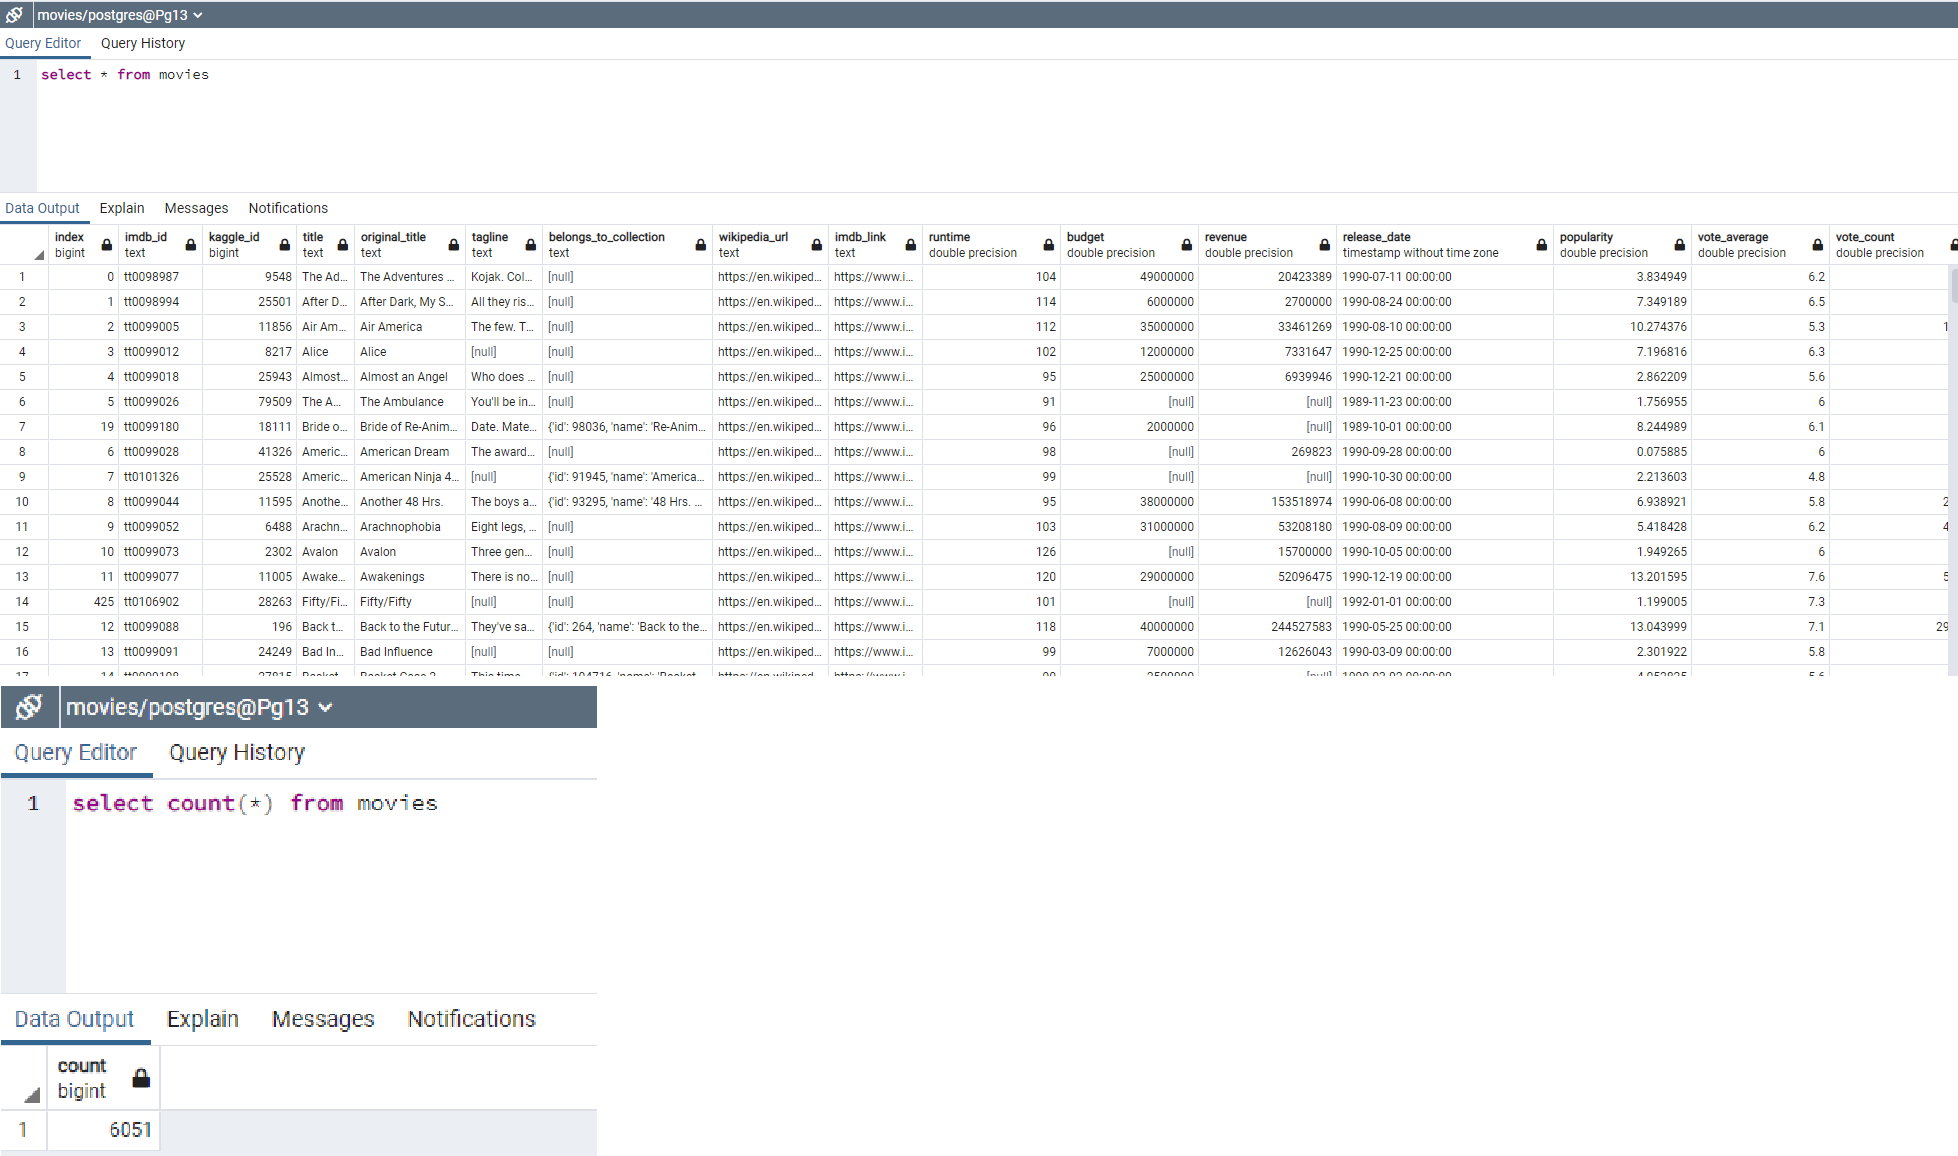 movies/postgres@Pg13
Query Editor Query History
1 select * from movies
Data Output Explain Messages Notifications
index imdb_id kaggle_id title original_title tagline belongs_to_collection wikipedia_url imdb_link runtime budget revenue release_date popularity vote_average vote_count
bigint text bigint text text text text text text double precision double precision double precision timestamp without time zone double precision double precision double precision
1 0 tt0098987 9548 The Ad... The Adventures ... Kojak. Col... [null] https://en.wikiped... https://www.i... 104 49000000 20423389 1990-07-11 00:00:00 3.834949 6.2
2 1 tt0098994 25501 After D... After Dark, My S... All they ris... [null] https://en.wikiped... https://www.i... 114 6000000 2700000 1990-08-24 00:00:00 7.349189 6.5
3 2 tt0099005 11856 Air Am... Air America The few. T... [null] https://en.wikiped... https://www.i... 112 35000000 33461269 1990-08-10 00:00:00 10.274376 5.3 1
4 3 tt0099012 8217 Alice Alice [null] [null] https://en.wikiped... https://www.i... 102 12000000 7331647 1990-12-25 00:00:00 7.196816 6.3
5 4 tt0099018 25943 Almost... Almost an Angel Who does ... [null] https://en.wikiped... https://www.i... 95 25000000 6939946 1990-12-21 00:00:00 2.862209 5.6
6 5 tt0099026 79509 The A... The Ambulance You'll be in... [null] https://en.wikiped... https://www.i... 91 [null] [null] 1989-11-23 00:00:00 1.756955 6
7 19 tt0099180 18111 Bride o... Bride of Re-Anim... Date. Mate... {'id': 98036, 'name': 'Re-Anim... https://en.wikiped... https://www.i... 96 2000000 [null] 1989-10-01 00:00:00 8.244989 6.1
8 6 tt0099028 41326 Americ... American Dream The award... [null] https://en.wikiped... https://www.i... 98 [null] 269823 1990-09-28 00:00:00 0.075885 6
9 7 tt0101326 25528 Americ... American Ninja 4... [null] {'id': 91945, 'name': 'America... https://en.wikiped... https://www.i... 99 [null] [null] 1990-10-30 00:00:00 2.213603 4.8
10 8 tt0099044 11595 Anothe... Another 48 Hrs. The boys a... {'id': 93295, 'name': '48 Hrs. ... https://en.wikiped... https://www.i... 95 38000000 153518974 1990-06-08 00:00:00 6.938921 5.8 2
11 9 tt0099052 6488 Arachn... Arachnophobia Eight legs, ... [null] https://en.wikiped... https://www.i... 103 31000000 53208180 1990-08-09 00:00:00 5.418428 6.2 4
12 10 tt0099073 2302 Avalon Avalon Three gen... [null] https://en.wikiped... https://www.i... 126 [null] 15700000 1990-10-05 00:00:00 1.949265 6
13 11 tt0099077 11005 Awake... Awakenings There is no... [null] https://en.wikiped... https://www.i... 120 29000000 52096475 1990-12-19 00:00:00 13.201595 7.6 5
14 425 tt0106902 28263 Fifty/Fi... Fifty/Fifty [null] [null] https://en.wikiped... https://www.i... 101 [null] [null] 1992-01-01 00:00:00 1.199005 7.3
15 12 tt0099088 196 Back t... Back to the Futur... They've sa... {'id': 264, 'name': 'Back to the... https://en.wikiped... https://www.i... 118 40000000 244527583 1990-05-25 00:00:00 13.043999 7.1 29
16 13 tt0099091 24249 Bad In... Bad Influence [null] [null] https://en.wikiped... https://www.i... 99 7000000 12626043 1990-03-09 00:00:00 2.301922 5.8
movies/postgres@Pg13
Query Editor Query History
1 select count(*) from movies
Data Output Explain Messages Notifications
count
bigint
1 6051